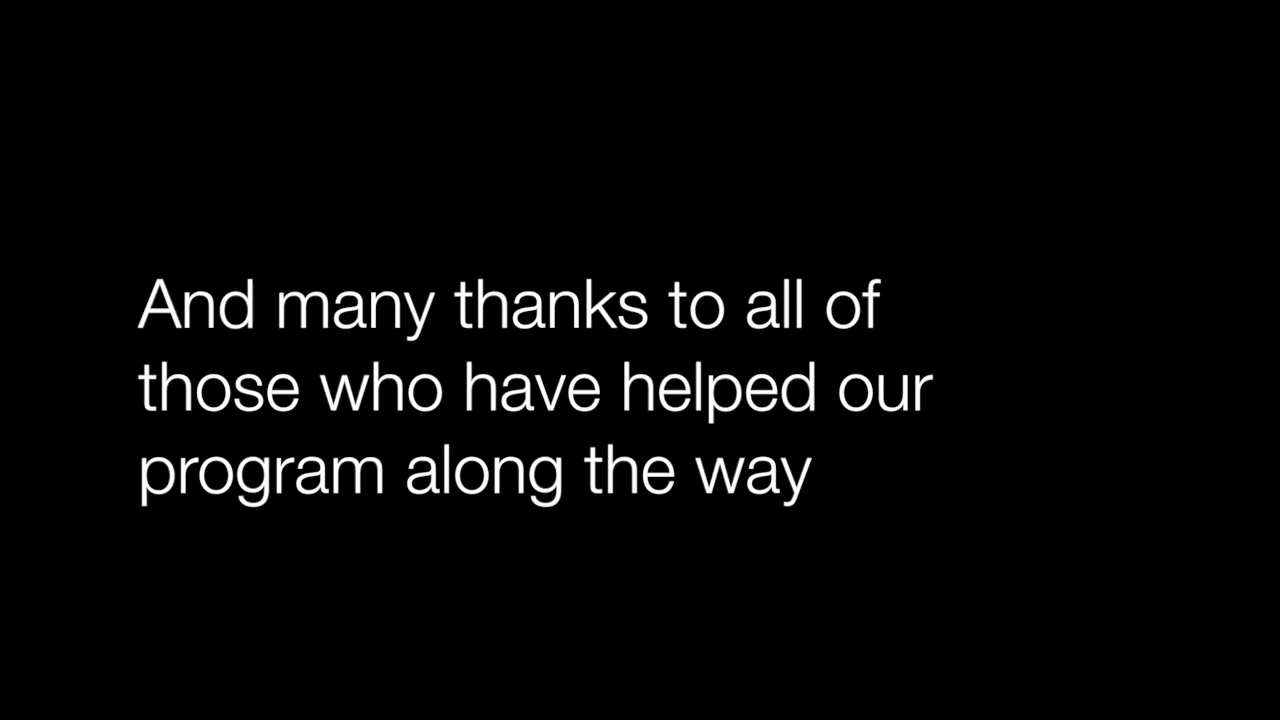 And many thanks to all of
those who have helped our
program along the way